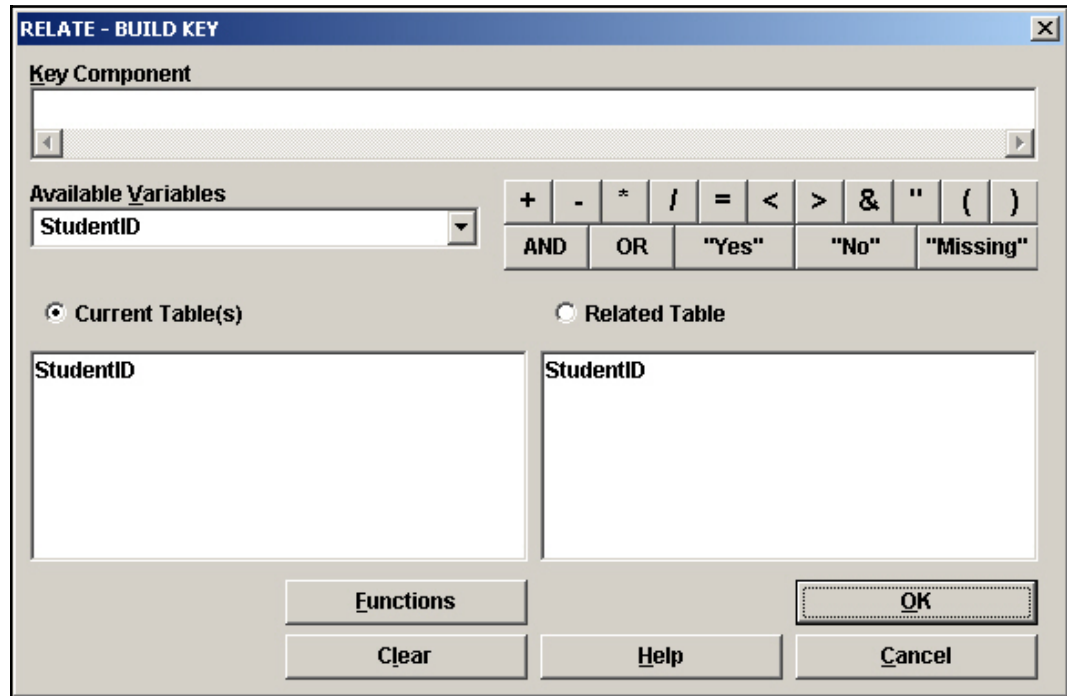 RELATE - BUILD KEY
Key Component
Available Variables
StudentID
+ - * / = < > & " ( )
AND OR "Yes" "No" "Missing"
Current Table(s) Related Table
StudentID StudentID
Functions OK
Clear Help Cancel